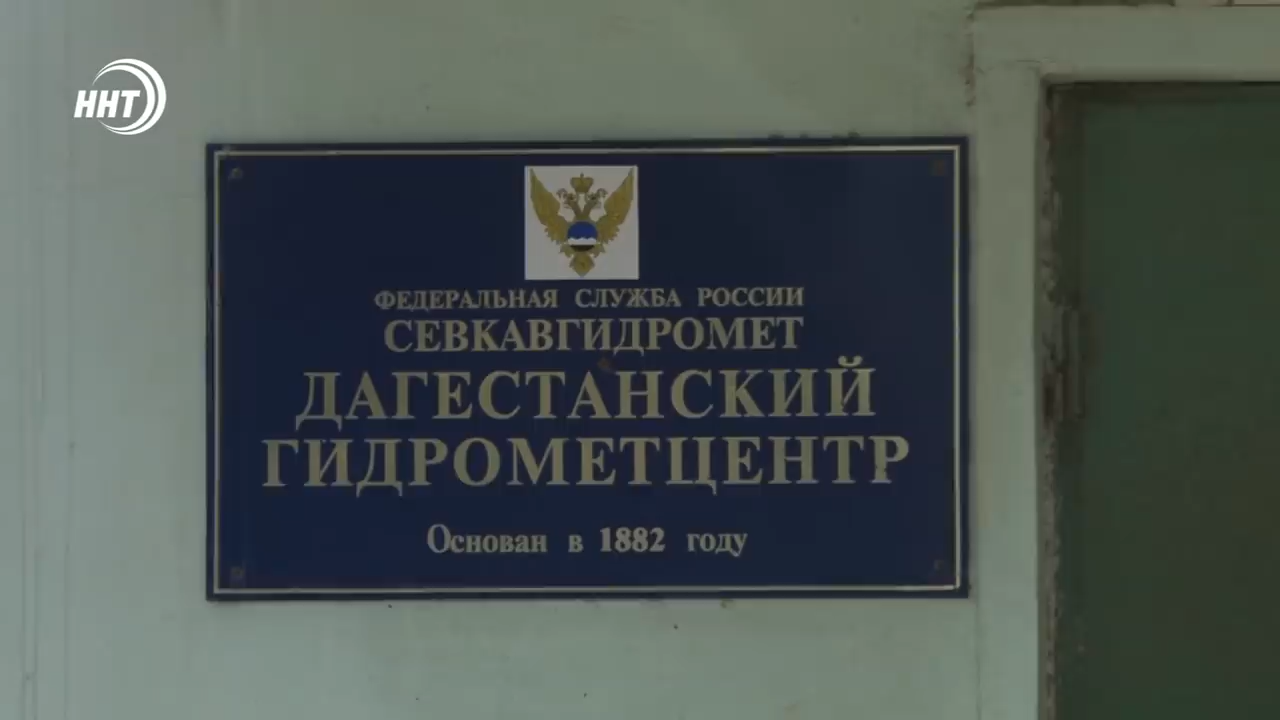 ННТ
ФЕДЕРАЛЬНАЯ СЛУЖБА РОССИИ
СЕВКАВГИДРОМЕТ
ДАГЕСТАНСКИЙ
ГИДРОМЕТЦЕНТР
Основан в 1882 году